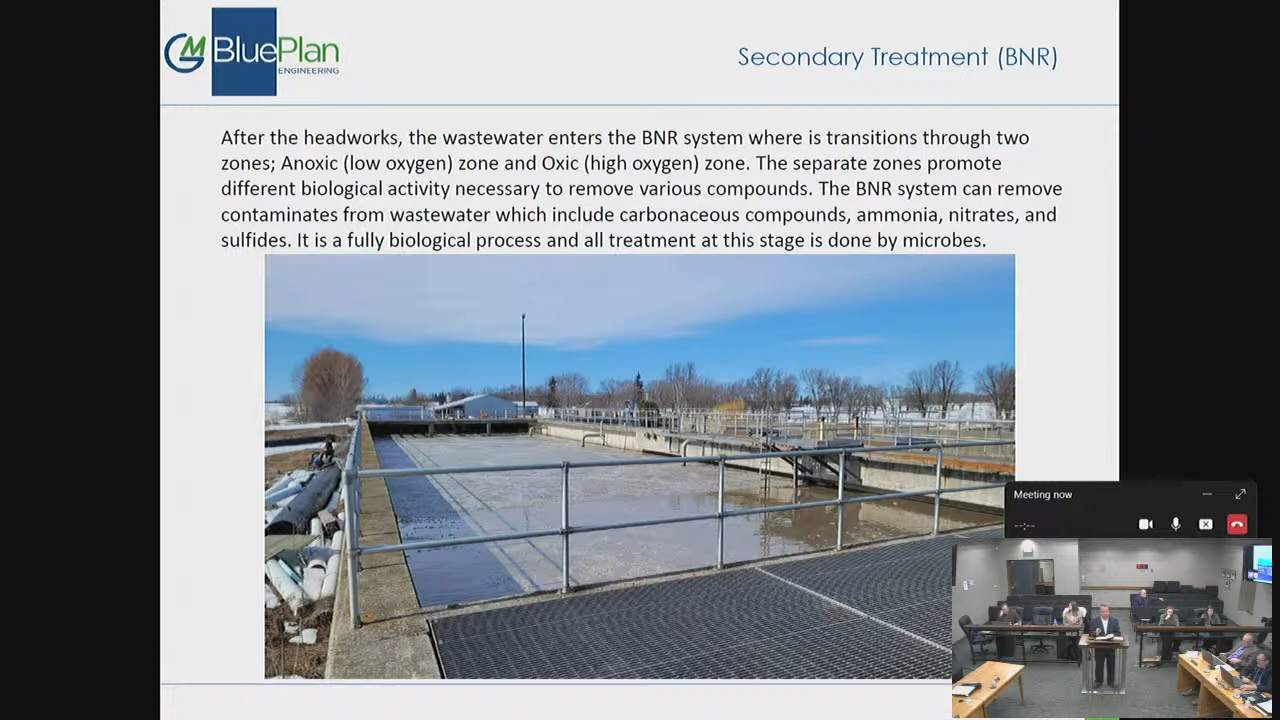 GM BluePlan
ENGINEERING
Secondary Treatment (BNR)
After the headworks, the wastewater enters the BNR system where is transitions through two
zones; Anoxic (low oxygen) zone and Oxic (high oxygen) zone. The separate zones promote
different biological activity necessary to remove various compounds. The BNR system can remove
contaminates from wastewater which include carbonaceous compounds, ammonia, nitrates, and
sulfides. It is a fully biological process and all treatment at this stage is done by microbes.
Meeting now
--:--